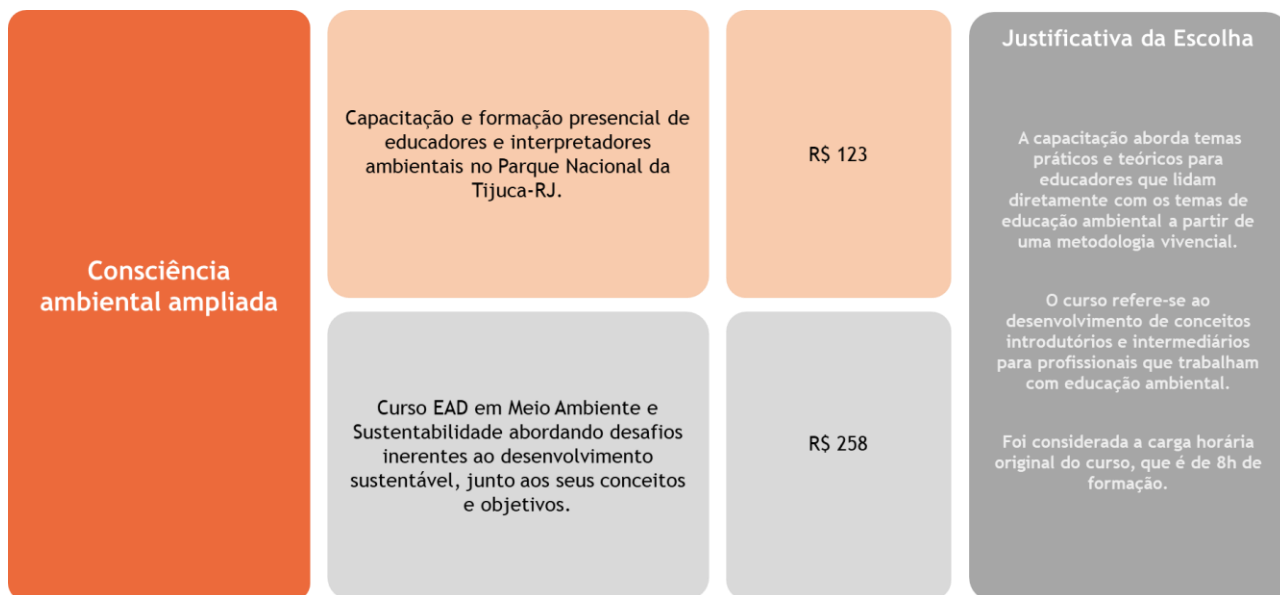 Consciência
ambiental ampliada
Capacitação e formação presencial de
educadores e interpretadores
ambientais no Parque Nacional da
Tijuca-RJ.
R$ 123
Curso EAD em Meio Ambiente e
Sustentabilidade abordando desafios
inerentes ao desenvolvimento
sustentável, junto aos seus conceitos
e objetivos.
R$ 258
Justificativa da Escolha
A capacitação aborda temas
práticos e teóricos para
educadores que lidam
diretamente com os temas de
educação ambiental a partir de
uma metodologia vivencial.
O curso refere-se ao
desenvolvimento de conceitos
introdutórios e intermediários
para profissionais que trabalham
com educação ambiental.
Foi considerada a carga horária
original do curso, que é de 8h de
formação.